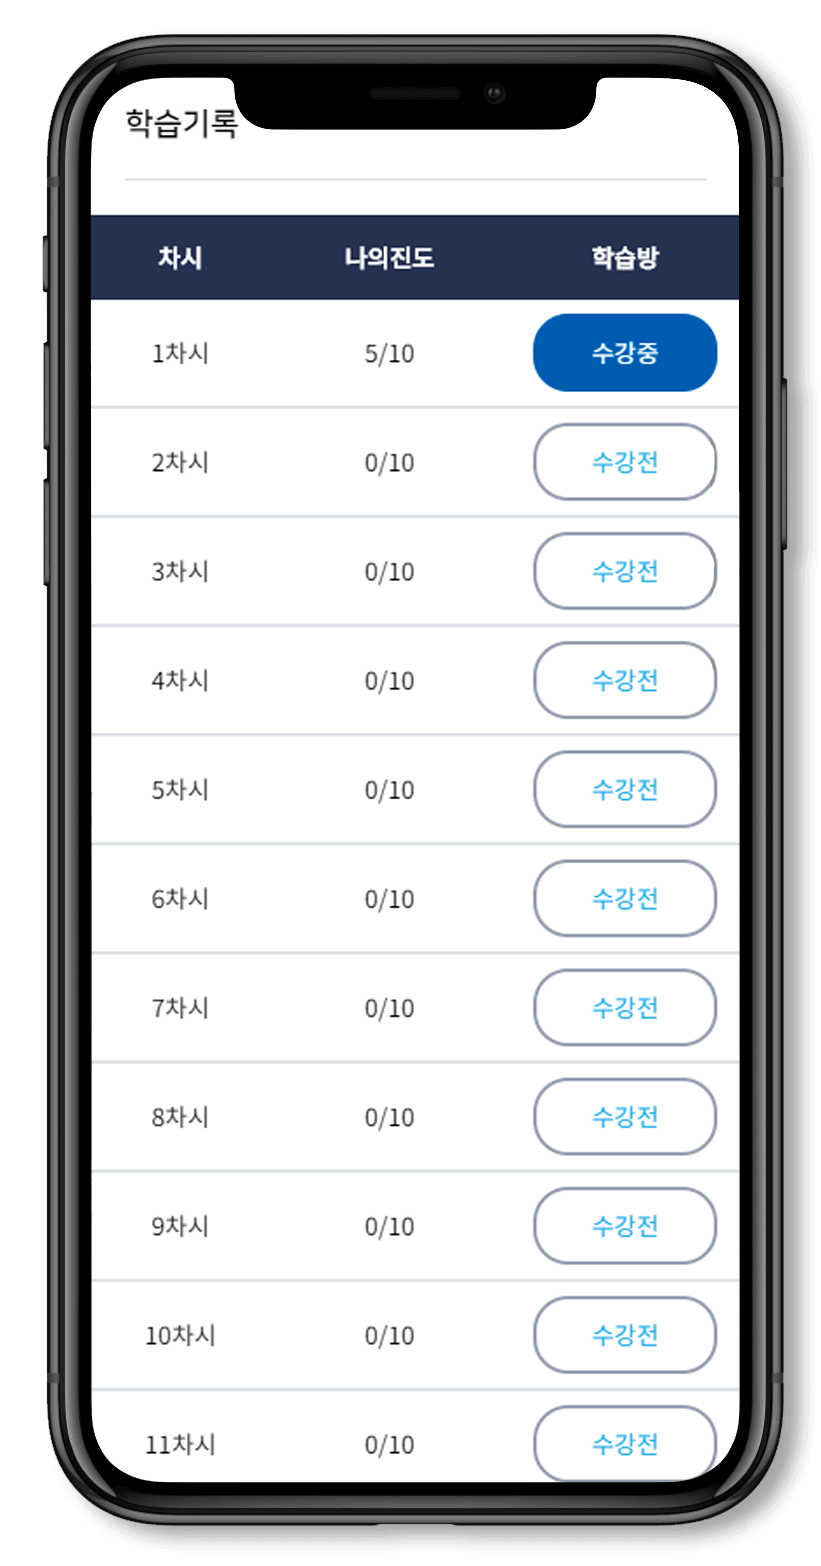 학습기록
차시 나의진도 학습방
1차시 5/10 수강중
2차시 0/10 수강전
3차시 0/10 수강전
4차시 0/10 수강전
5차시 0/10 수강전
6차시 0/10 수강전
7차시 0/10 수강전
8차시 0/10 수강전
9차시 0/10 수강전
10차시 0/10 수강전
11차시 0/10 수강전